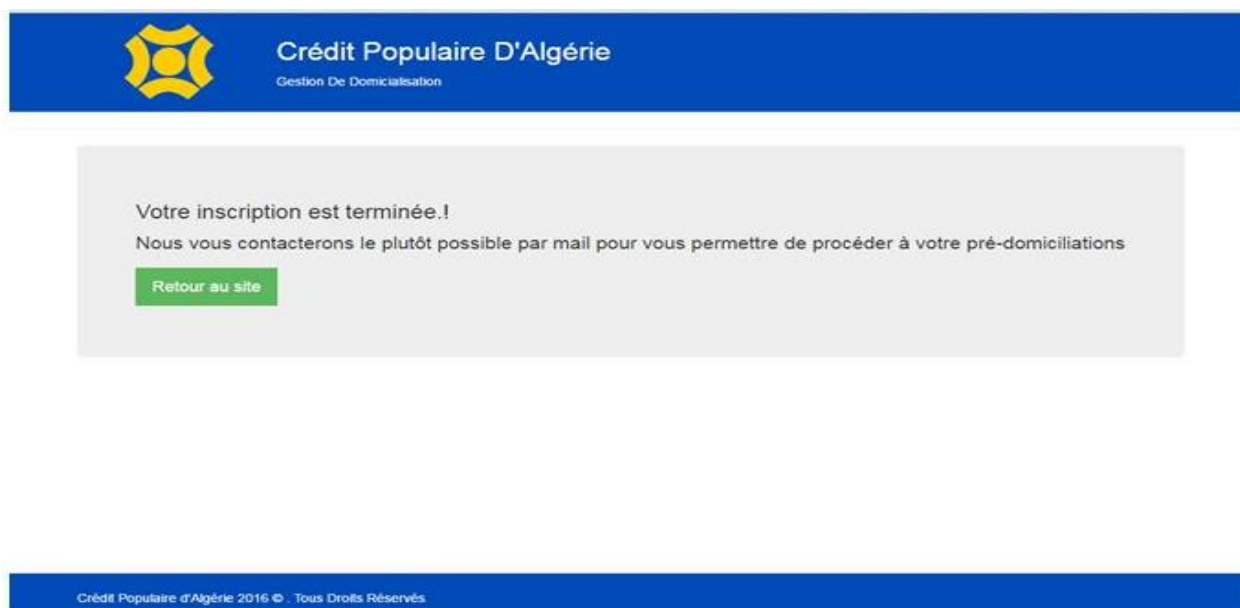 Crédit Populaire D'Algérie
Gestion De Domicialisation
Votre inscription est terminée.!
Nous vous contacterons le plutôt possible par mail pour vous permettre de procéder à votre pré-domiciliations
Retour au site
Crédit Populaire d'Algérie 2016 © . Tous Droits Réservés